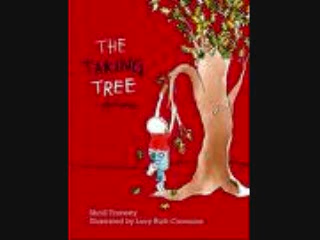 THE
TAKING
TREE
Shrill Travesty
Illustrated by Lucy Ruth Cummins